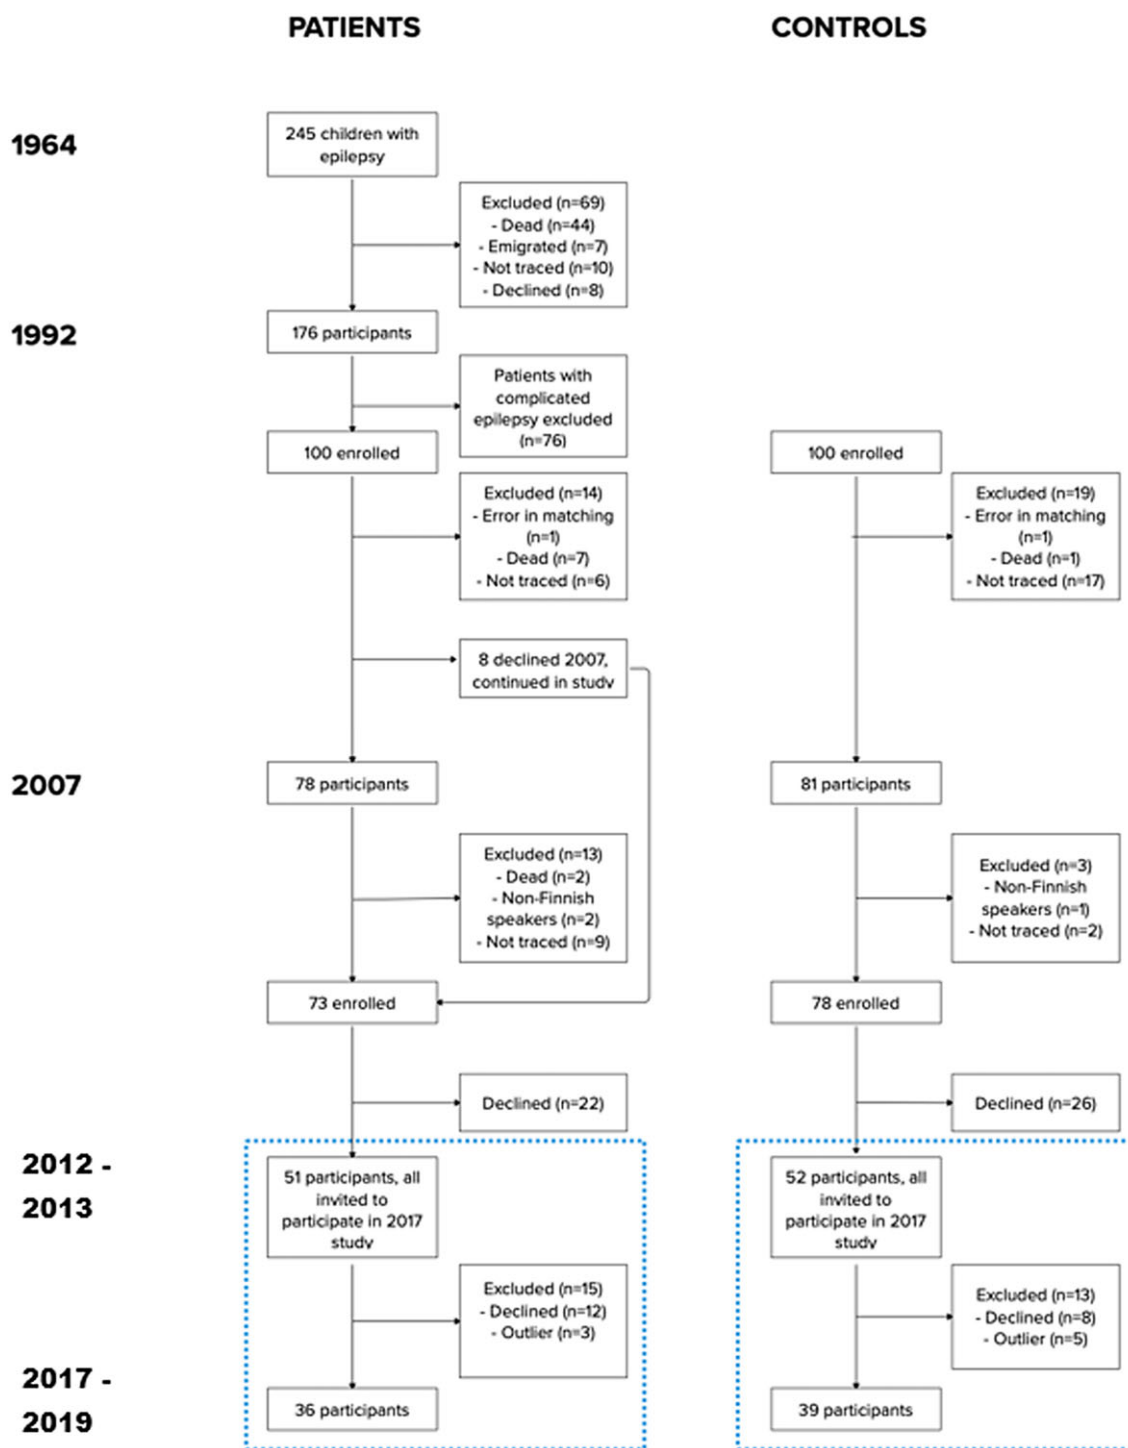 PATIENTS
CONTROLS
1964
245 children with
epilepsy
Excluded (n=69)
- Dead (n=44)
- Emigrated (n=7)
- Not traced (n=10)
- Declined (n=8)
1992
176 participants
Patients with
complicated
epilepsy excluded
(n=76)
100 enrolled
100 enrolled
Excluded (n=14)
- Error in matching
(n=1)
- Dead (n=7)
- Not traced (n=6)
Excluded (n=19)
- Error in matching
(n=1)
- Dead (n=1)
- Not traced (n=17)
8 declined 2007,
continued in study
2007
78 participants
81 participants
Excluded (n=13)
- Dead (n=2)
- Non-Finnish
speakers (n=2)
- Not traced (n=9)
Excluded (n=3)
- Non-Finnish
speakers (n=1)
- Not traced (n=2)
73 enrolled
78 enrolled
Declined (n=22)
Declined (n=26)
2012 -
2013
51 participants, all
invited to
participate in 2017
study
52 participants, all
invited to
participate in 2017
study
Excluded (n=15)
- Declined (n=12)
- Outlier (n=3)
Excluded (n=13)
- Declined (n=8)
- Outlier (n=5)
2017 -
2019
36 participants
39 participants